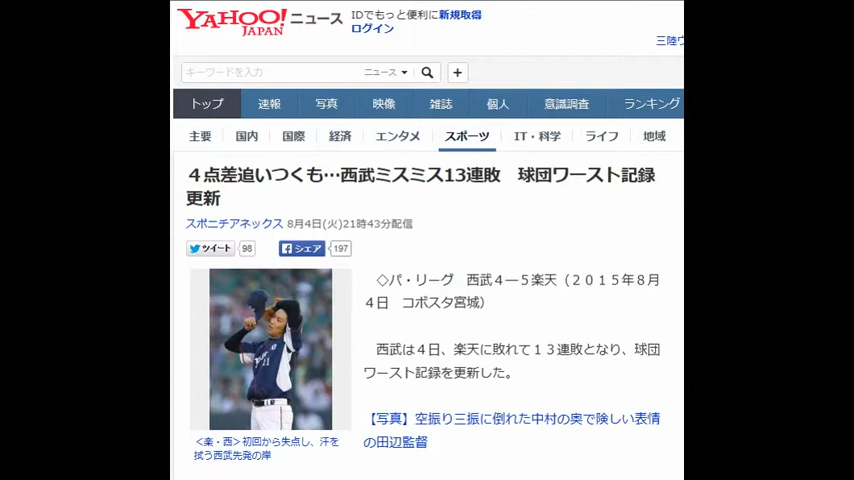 YAHOO! ニュース
JAPAN
IDでもっと便利に新規取得
ログイン
三陸
キーワードを入力 ニュース
トップ 速報 写真 映像 雑誌 個人 意識調査 ランキング
主要 国内 国際 経済 エンタメ スポーツ IT・科学 ライフ 地域
４点差追いつくも…西武ミスミス13連敗　球団ワースト記録
更新
スポニチアネックス 8月4日(火)21時43分配信
ツイート 98 シェア 197
◇パ・リーグ　西武４―５楽天（２０１５年８月
４日　コボスタ宮城）
西武は４日、楽天に敗れて１３連敗となり、球団
ワースト記録を更新した。
【写真】空振り三振に倒れた中村の奥で険しい表情
の田辺監督
11
＜楽・西＞初回から失点し、汗を
拭う西武先発の岸